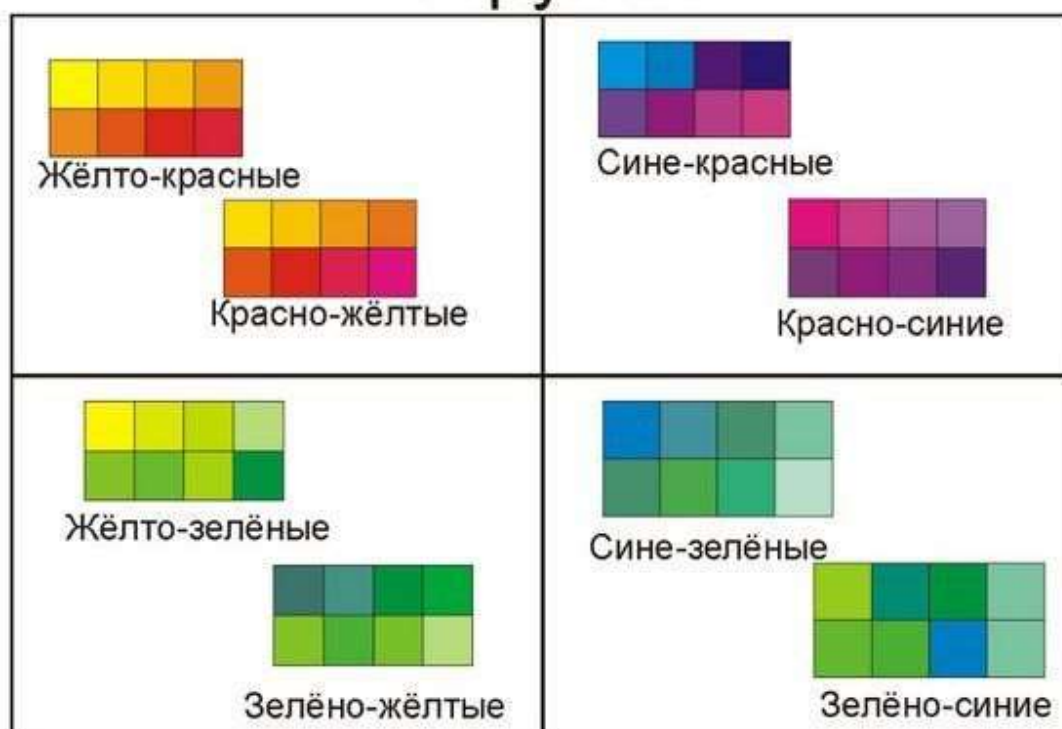 Жёлто-красные
Красно-жёлтые
Сине-красные
Красно-синие
Жёлто-зелёные
Зелёно-жёлтые
Сине-зелёные
Зелёно-синие